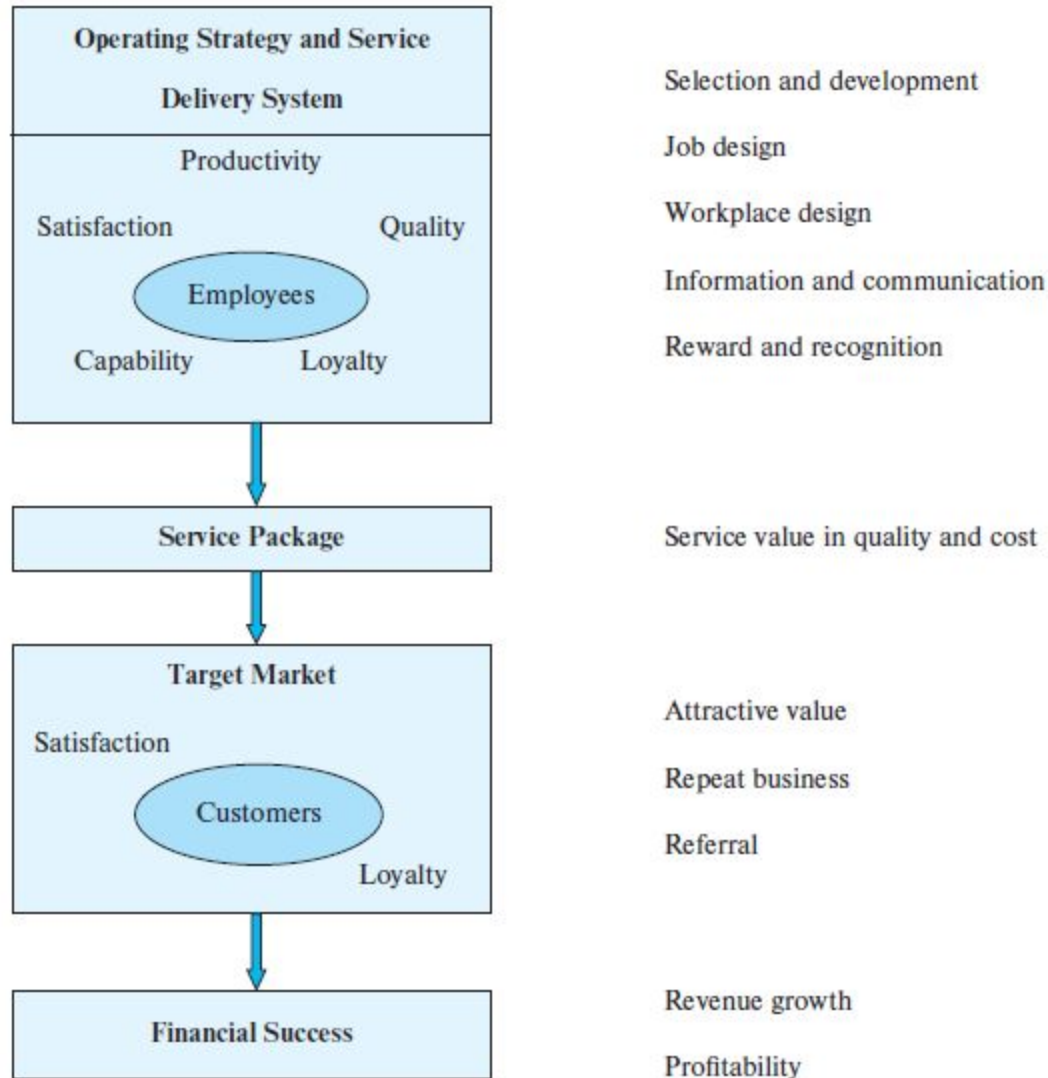 Operating Strategy and Service
Delivery System
Productivity
Satisfaction
Quality
Employees
Capability
Loyalty
Selection and development
Job design
Workplace design
Information and communication
Reward and recognition
Service Package
Service value in quality and cost
Target Market
Satisfaction
Customers
Loyalty
Attractive value
Repeat business
Referral
Financial Success
Revenue growth
Profitability